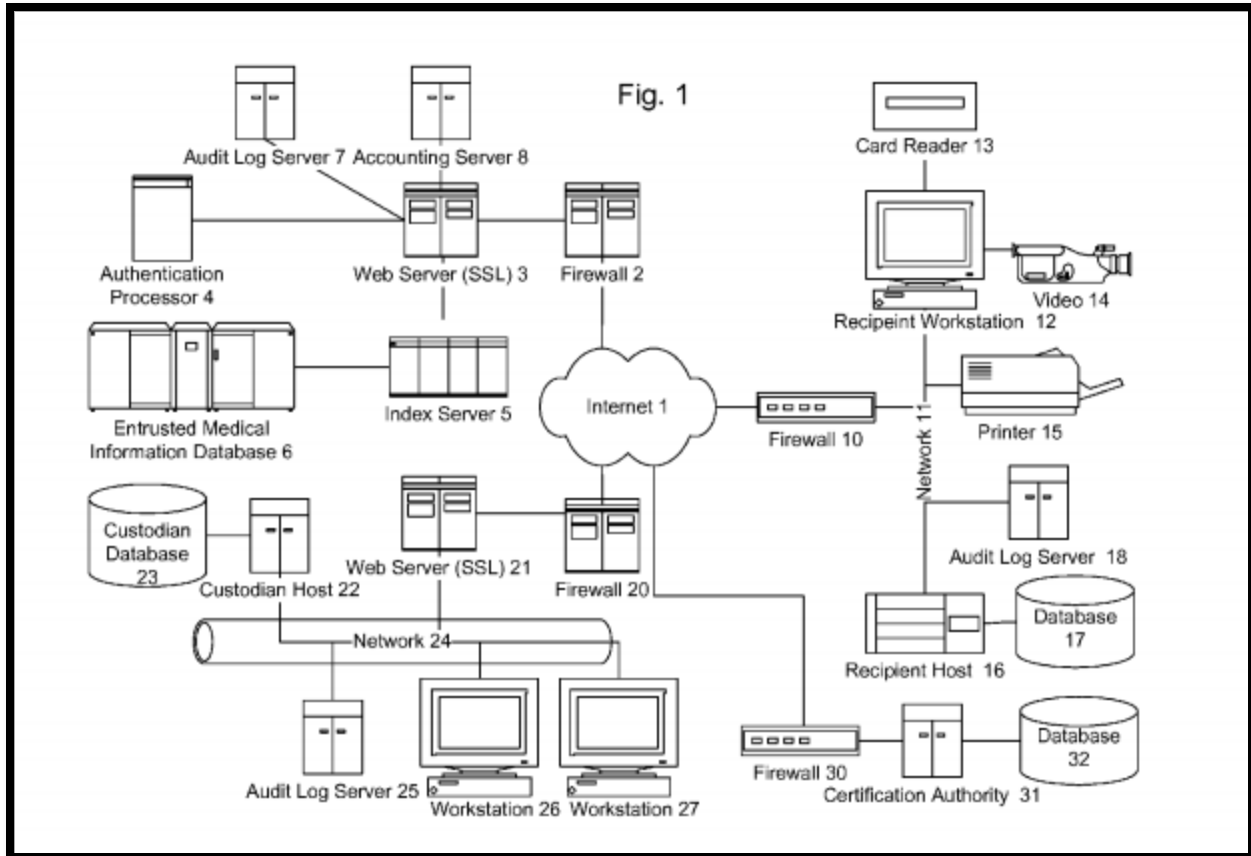 Fig. 1
Audit Log Server 7
Accounting Server 8
Card Reader 13
Authentication
Processor 4
Web Server (SSL) 3
Firewall 2
Video 14
Recipeint Workstation 12
Entrusted Medical
Information Database 6
Index Server 5
Internet 1
Firewall 10
Network 11
Printer 15
Custodian
Database
23
Custodian Host 22
Web Server (SSL) 21
Firewall 20
Audit Log Server 18
Network 24
Recipient Host 16
Database
17
Audit Log Server 25
Workstation 26
Workstation 27
Firewall 30
Certification Authority 31
Database
32